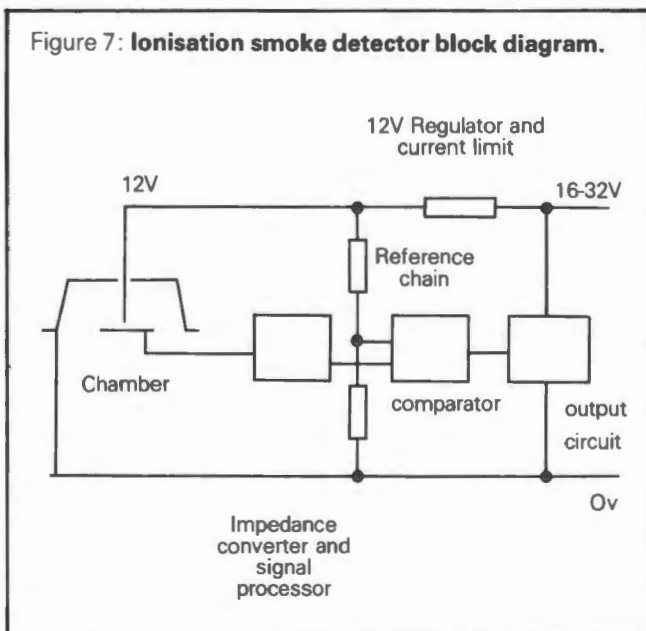 Figure 7: Ionisation smoke detector block diagram.
12V Regulator and
current limit
12V
16-32V
Reference
chain
Chamber
comparator
output
circuit
Ov
Impedance
converter and
signal
processor